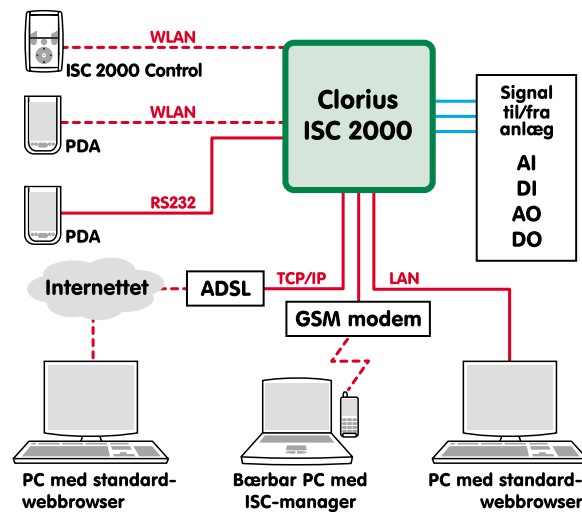 WLAN
ISC 2000 Control
WLAN
PDA
RS232
PDA
Clorius
ISC 2000
Signal
til/fra
anlæg
AI
DI
AO
DO
Internettet
ADSL
TCP/IP
LAN
GSM modem
PC med standard-
webbrowser
Bærbar PC med
ISC-manager
PC med standard-
webbrowser